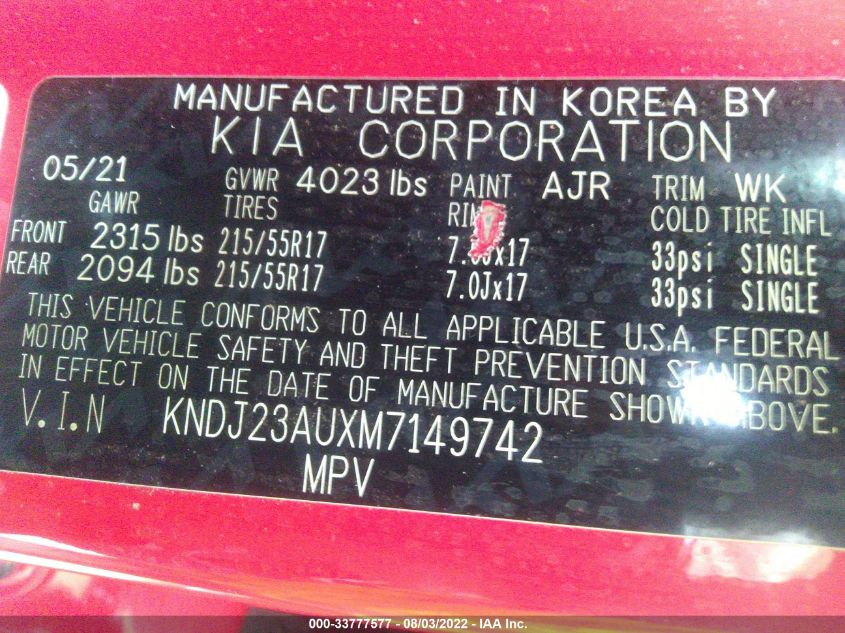 MANUFACTURED IN KOREA BY
KIA CORPORATION
05/21 GVWR 4023 lbs PAINT AJR TRIM WK
GAWR TIRES COLD TIRE INFL
FRONT 2315 lbs 215/55R17 33psi SINGLE
REAR 2094 lbs 215/55R17 7.0Jx17 33psi SINGLE
THIS VEHICLE CONFORMS TO ALL APPLICABLE U.S.A. FEDERAL
MOTOR VEHICLE SAFETY AND THEFT PREVENTION STANDARDS
IN EFFECT ON THE DATE OF MANUFACTURE SHOWN ABOVE.
V.I.N KNDJ23AUXM7149742
MPV
000-33777577 - 08/03/2022 - IAA Inc.